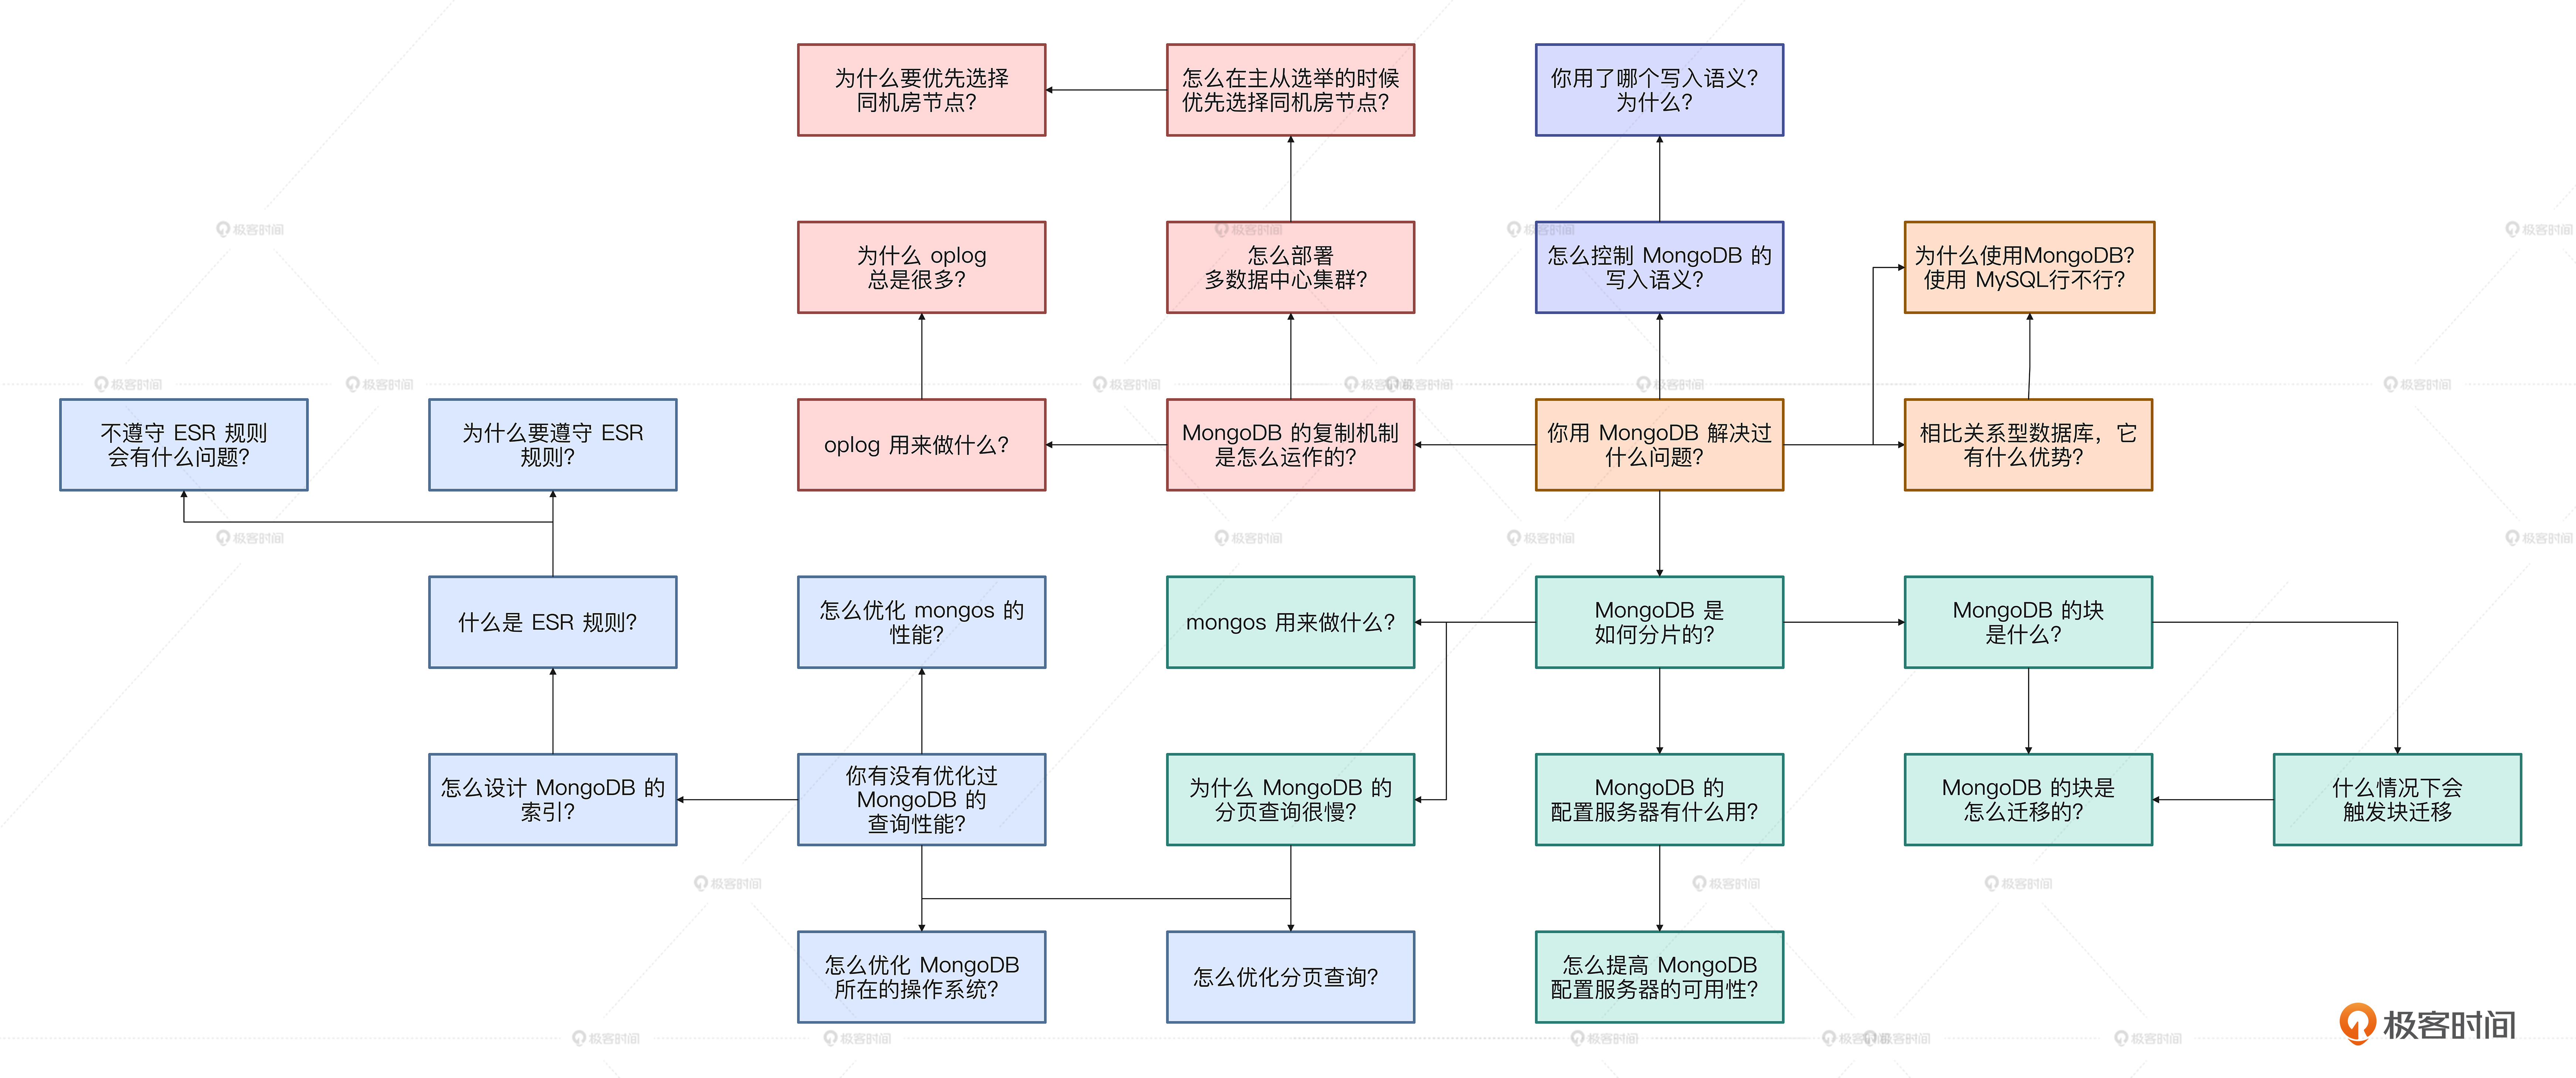 为什么要优先选择
同机房节点？
怎么在主从选举的时候
优先选择同机房节点？
你用了哪个写入语义？
为什么？
为什么 oplog
总是很多？
怎么部署
多数据中心集群？
怎么控制 MongoDB 的
写入语义？
为什么使用MongoDB？
使用 MySQL行不行？
不遵守 ESR 规则
会有什么问题？
为什么要遵守 ESR
规则？
oplog 用来做什么？
MongoDB 的复制机制
是怎么运作的？
你用 MongoDB 解决过
什么问题？
相比关系型数据库，它
有什么优势？
什么是 ESR 规则？
怎么优化 mongos 的
性能？
mongos 用来做什么？
MongoDB 是
如何分片的？
MongoDB 的块
是什么？
怎么设计 MongoDB 的
索引？
你有没有优化过
MongoDB 的
查询性能？
为什么 MongoDB 的
分页查询很慢？
MongoDB 的
配置服务器有什么用？
MongoDB 的块是
怎么迁移的？
什么情况下会
触发块迁移
怎么优化 MongoDB
所在的操作系统？
怎么优化分页查询？
怎么提高 MongoDB
配置服务器的可用性？
极客时间